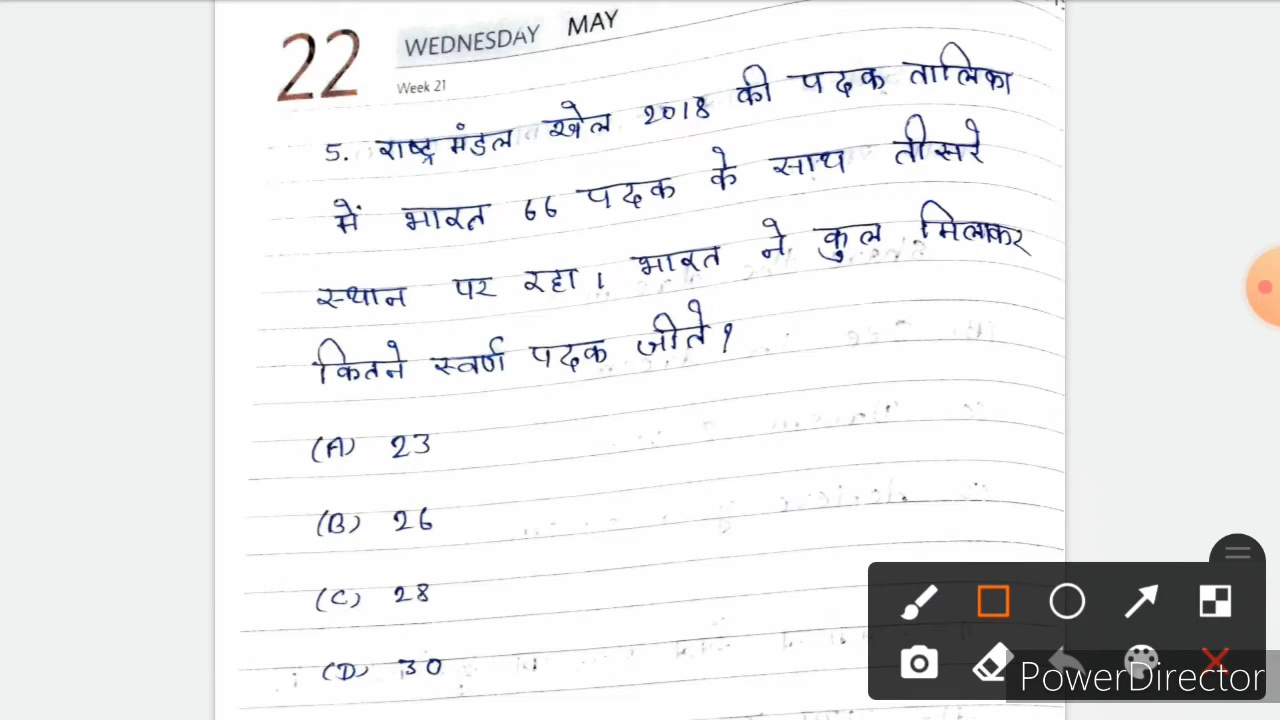 22 WEDNESDAY MAY
Week 21
5. राष्ट्रमंडल खेल 2018 की पदक तालिका
में भारत 66 पदक के साथ तीसरे
स्थान पर रहा। भारत ने कुल मिलाकर
कितने स्वर्ण पदक जीते?
(A) 23
(B) 26
(C) 28
(D) 30
PowerDirector